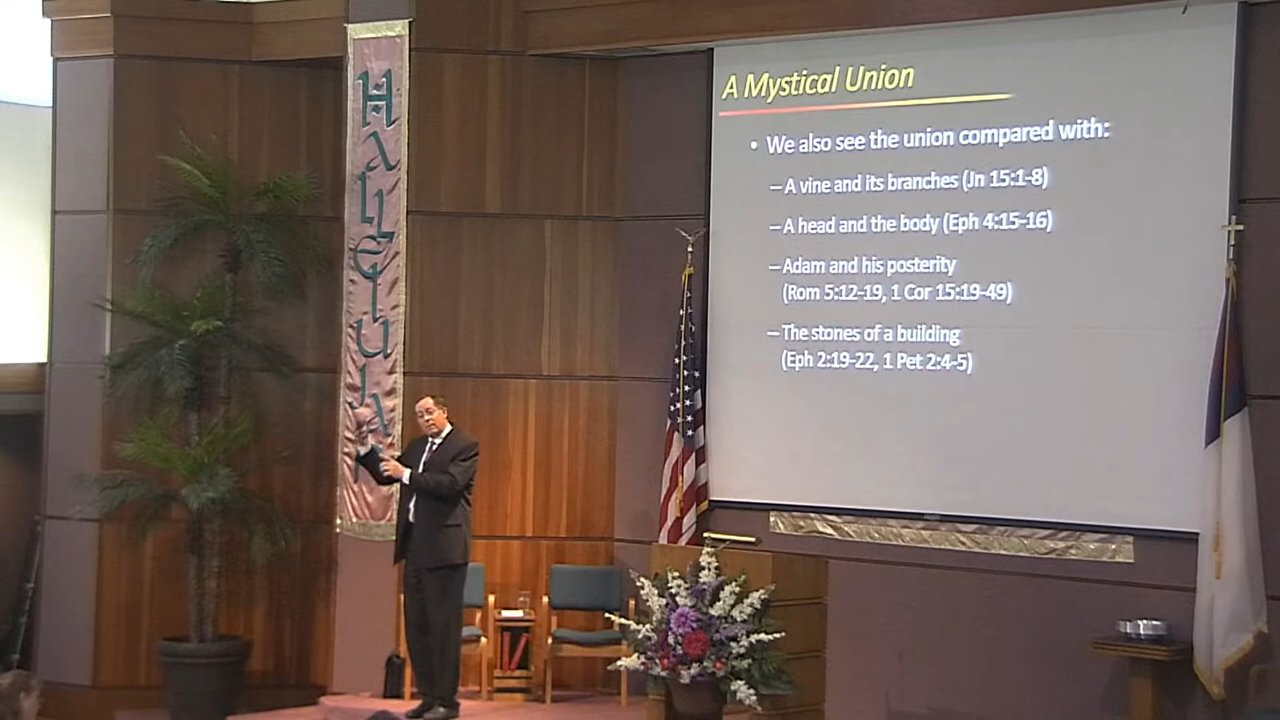 Hallelujah
A Mystical Union
• We also see the union compared with:
– A vine and its branches (Jn 15:1-8)
– A head and the body (Eph 4:15-16)
– Adam and his posterity
(Rom 5:12-19, 1 Cor 15:19-49)
– The stones of a building
(Eph 2:19-22, 1 Pet 2:4-5)